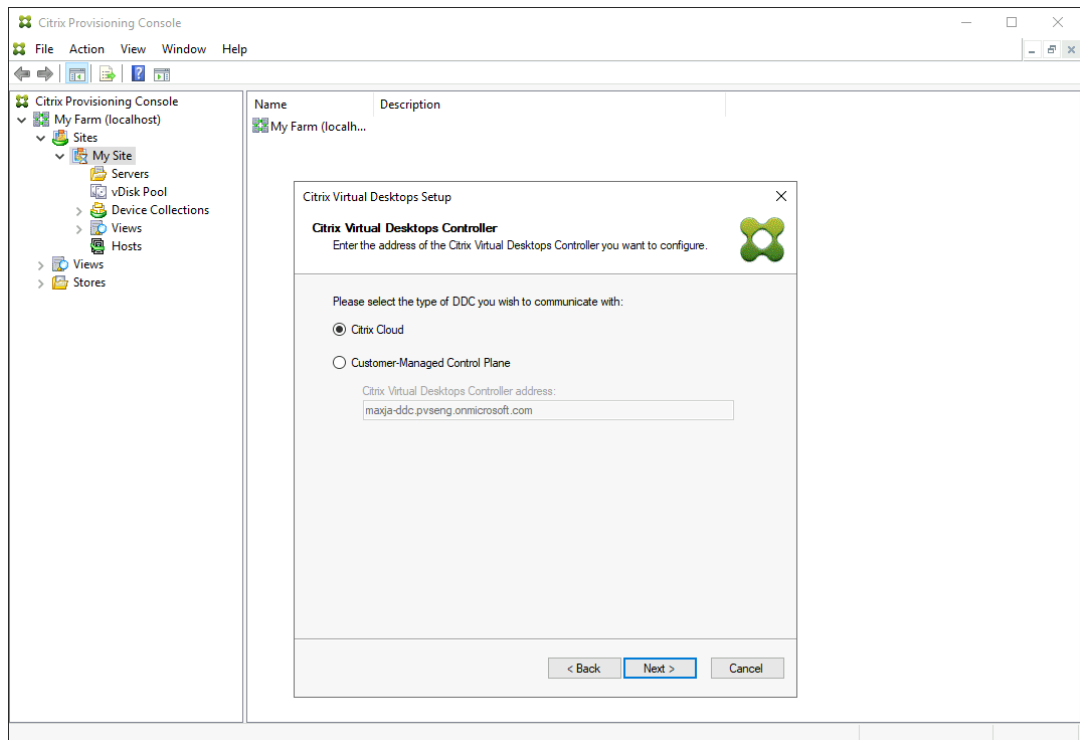 Citrix Provisioning Console
File Action View Window Help
Citrix Provisioning Console
My Farm (localhost)
Sites
My Site
Servers
vDisk Pool
Device Collections
Views
Hosts
Views
Stores
Name Description
My Farm (localh...
Citrix Virtual Desktops Setup
Citrix Virtual Desktops Controller
Enter the address of the Citrix Virtual Desktops Controller you want to configure.
Please select the type of DDC you wish to communicate with:
Citrix Cloud
Customer-Managed Control Plane
Citrix Virtual Desktops Controller address:
maxja-ddc.pvseng.onmicrosoft.com
< Back Next > Cancel